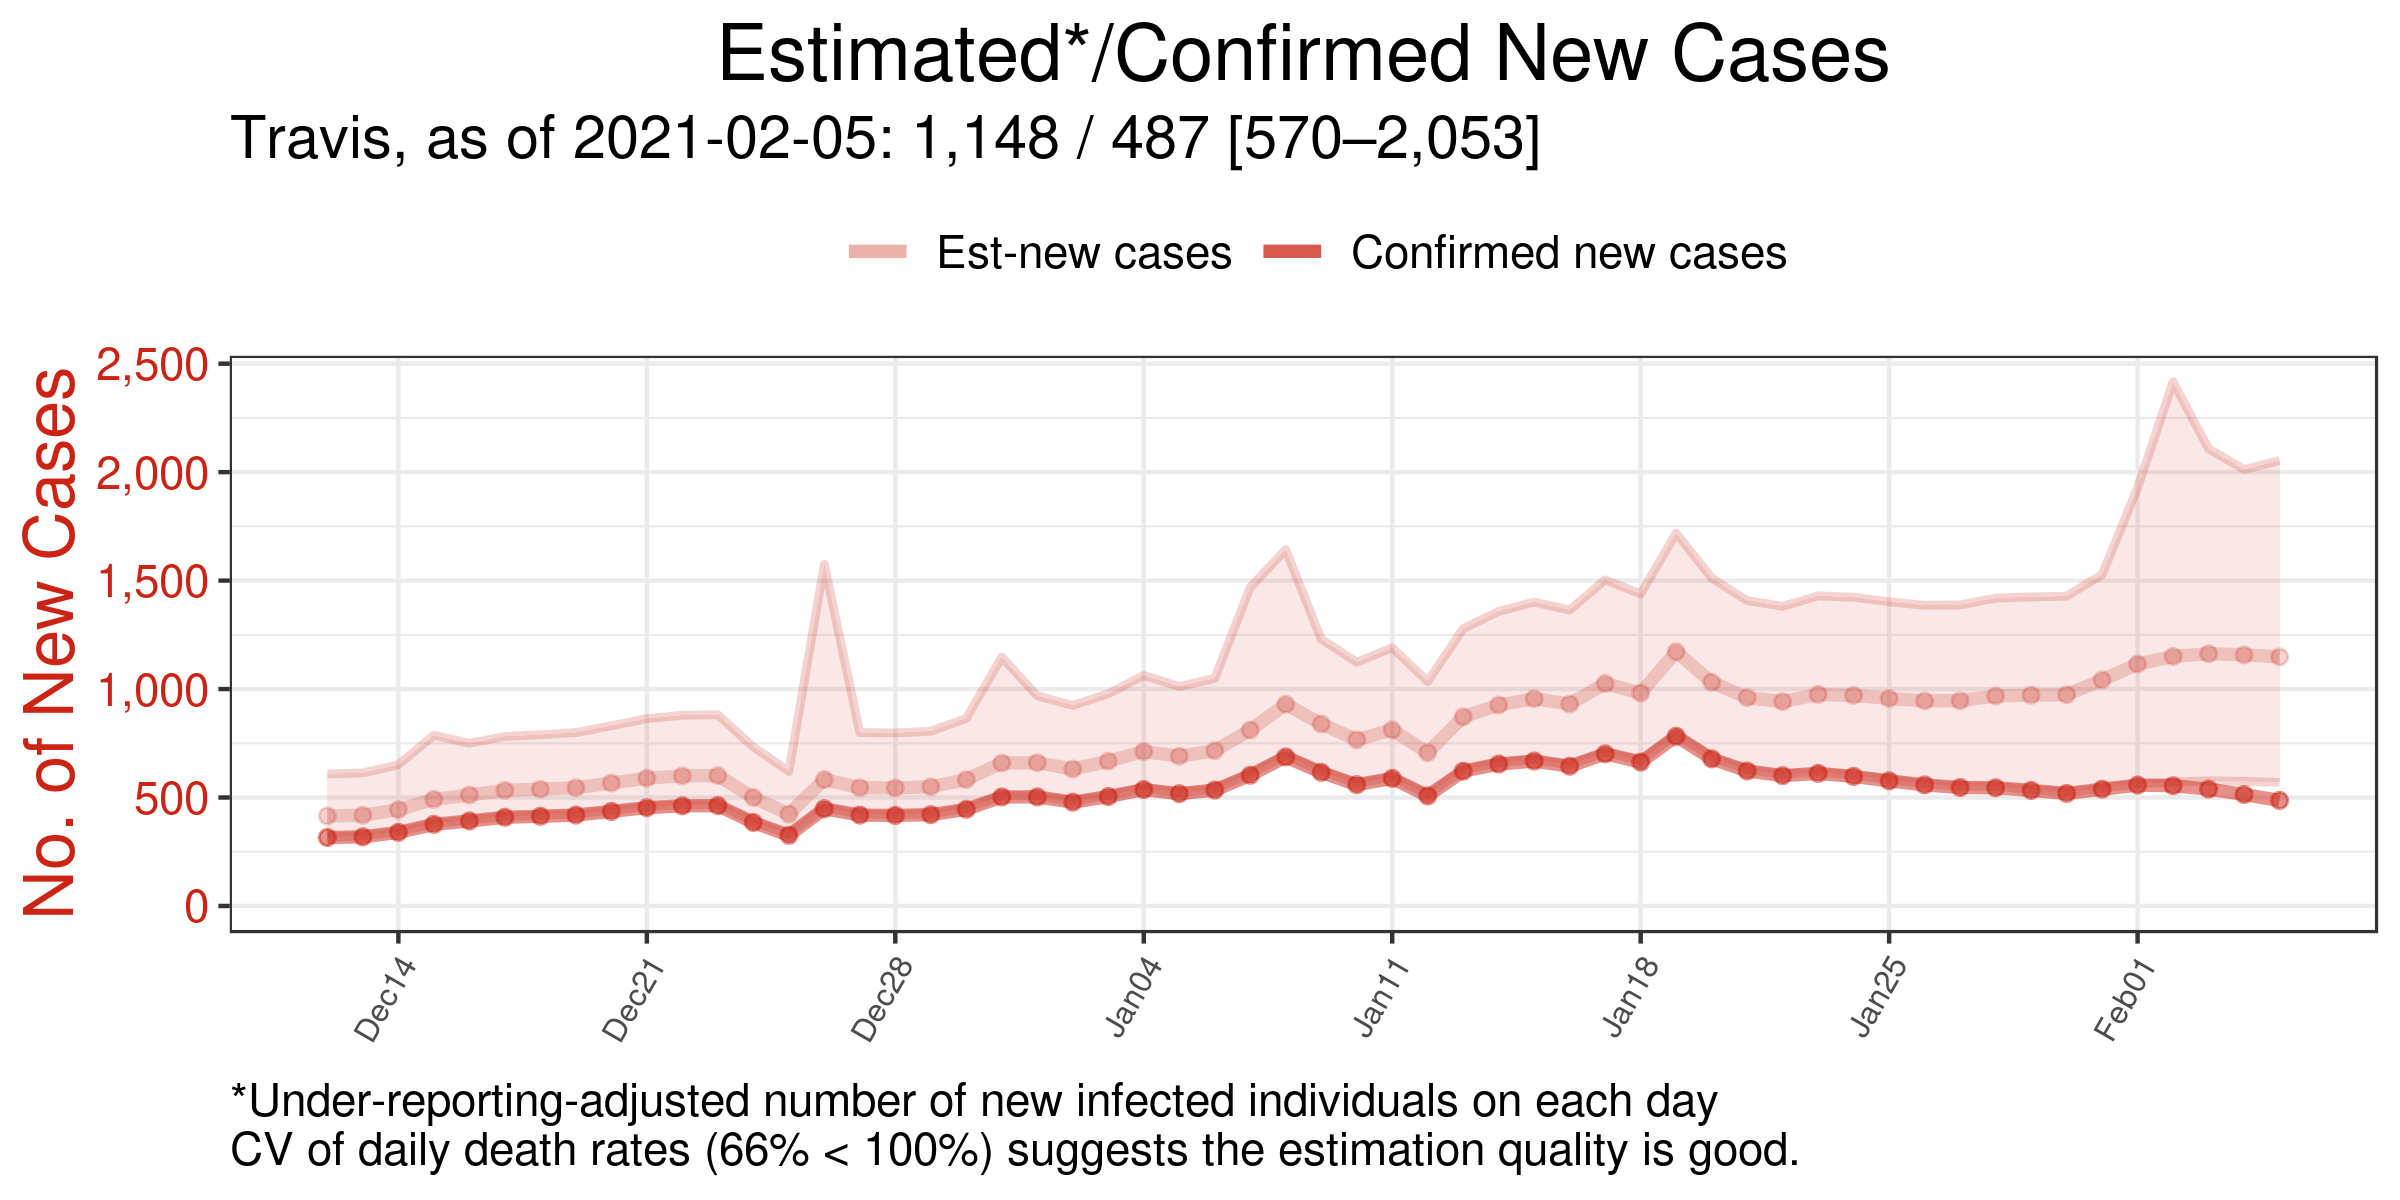 Estimated*/Confirmed New Cases
Travis, as of 2021-02-05: 1,148 / 487 [570–2,053]
Est-new cases
Confirmed new cases
No. of New Cases
2,500
2,000
1,500
1,000
500
0
Dec14
Dec21
Dec28
Jan04
Jan11
Jan18
Jan25
Feb01
*Under-reporting-adjusted number of new infected individuals on each day
CV of daily death rates (66% < 100%) suggests the estimation quality is good.